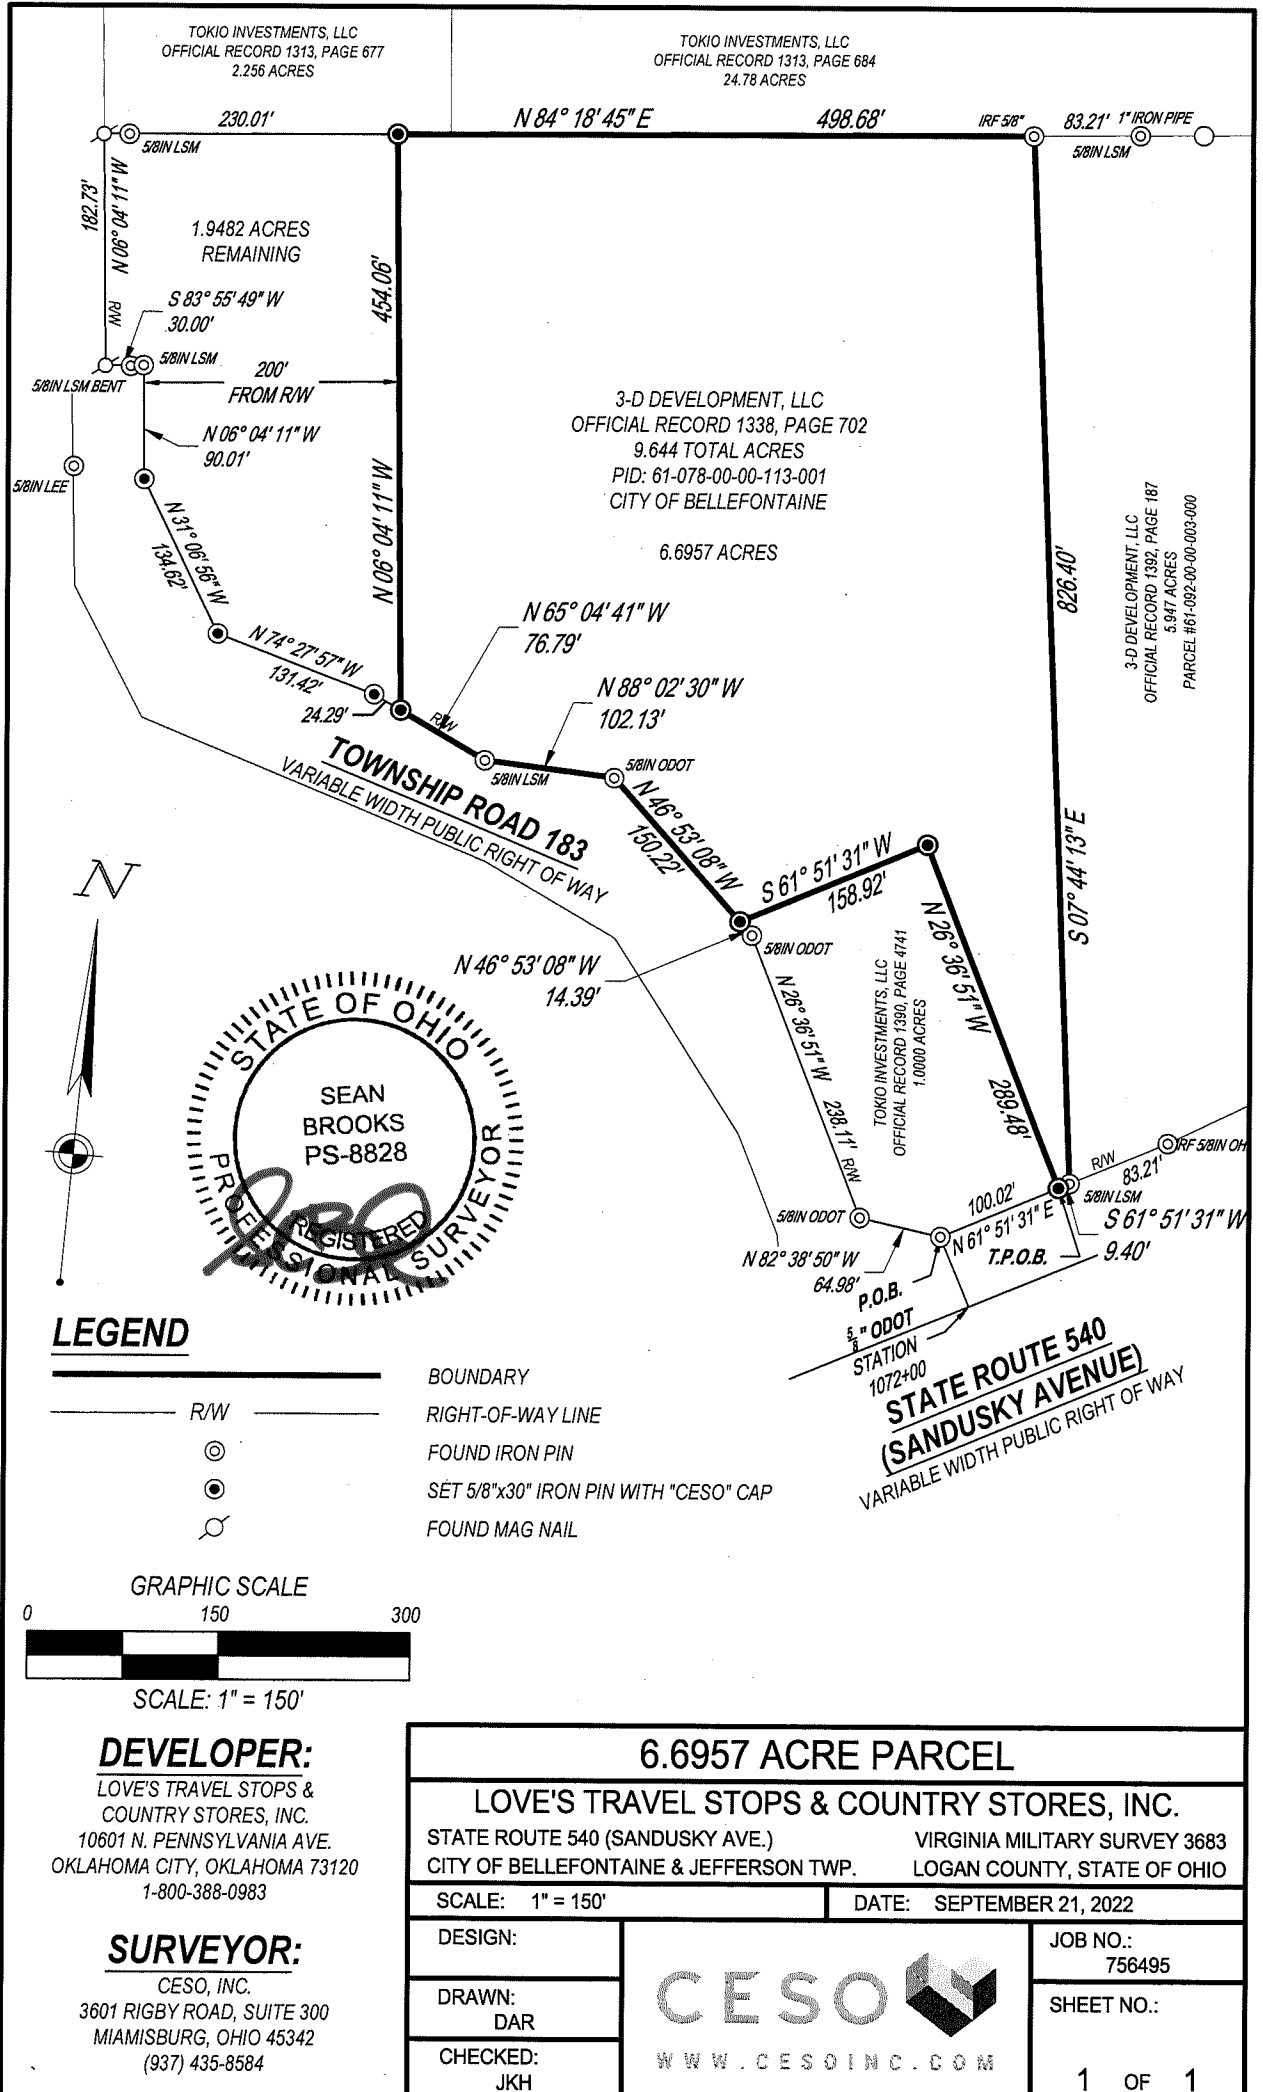 TOKIO INVESTMENTS, LLC
OFFICIAL RECORD 1313, PAGE 677
2.256 ACRES
TOKIO INVESTMENTS, LLC
OFFICIAL RECORD 1313, PAGE 684
24.78 ACRES
230.01'
5/8IN LSM
N 84° 18' 45" E
498.68'
IRF 5/8"
83.21'
1" IRON PIPE
5/8IN LSM
182.73'
N 06° 04' 11" W
R/W
1.9482 ACRES
REMAINING
S 83° 55' 49" W
30.00'
5/8IN LSM
5/8IN LSM BENT
200'
FROM R/W
N 06° 04' 11" W
90.01'
5/8IN LEE
454.06'
N 06° 04' 11" W
3-D DEVELOPMENT, LLC
OFFICIAL RECORD 1338, PAGE 702
9.644 TOTAL ACRES
PID: 61-078-00-00-113-001
CITY OF BELLEFONTAINE
6.6957 ACRES
826.40'
S 07° 44' 13" E
3-D DEVELOPMENT, LLC
OFFICIAL RECORD 1392, PAGE 187
5.947 ACRES
PARCEL #61-092-00-00-003-000
N 31° 06' 56" W
134.62'
N 74° 27' 57" W
131.42'
24.29'
N 65° 04' 41" W
76.79'
R/W
N 88° 02' 30" W
102.13'
5/8IN LSM
5/8IN ODOT
TOWNSHIP ROAD 183
VARIABLE WIDTH PUBLIC RIGHT OF WAY
N 46° 53' 08" W
150.22'
S 61° 51' 31" W
158.92'
5/8IN ODOT
N 46° 53' 08" W
14.39'
N 26° 36' 51" W
238.11'
R/W
TOKIO INVESTMENTS, LLC
OFFICIAL RECORD 1390, PAGE 4741
1.0000 ACRES
N 26° 36' 51" W
289.48'
N
STATE OF OHIO
SEAN
BROOKS
PS-8828
REGISTERED
PROFESSIONAL SURVEYOR
5/8IN ODOT
N 82° 38' 50" W
64.98'
100.02'
N 61° 51' 31" E
T.P.O.B.
R/W
83.21'
IRF 5/8IN OH
5/8IN LSM
S 61° 51' 31" W
9.40'
P.O.B.
5/8" ODOT
STATION
1072+00
STATE ROUTE 540
(SANDUSKY AVENUE)
VARIABLE WIDTH PUBLIC RIGHT OF WAY
LEGEND
BOUNDARY
R/W
RIGHT-OF-WAY LINE
FOUND IRON PIN
SET 5/8"x30" IRON PIN WITH "CESO" CAP
FOUND MAG NAIL
GRAPHIC SCALE
0 150 300
SCALE: 1" = 150'
DEVELOPER:
LOVE'S TRAVEL STOPS &
COUNTRY STORES, INC.
10601 N. PENNSYLVANIA AVE.
OKLAHOMA CITY, OKLAHOMA 73120
1-800-388-0983
SURVEYOR:
CESO, INC.
3601 RIGBY ROAD, SUITE 300
MIAMISBURG, OHIO 45342
(937) 435-8584
6.6957 ACRE PARCEL
LOVE'S TRAVEL STOPS & COUNTRY STORES, INC.
STATE ROUTE 540 (SANDUSKY AVE.)
VIRGINIA MILITARY SURVEY 3683
CITY OF BELLEFONTAINE & JEFFERSON TWP.
LOGAN COUNTY, STATE OF OHIO
SCALE: 1" = 150'
DATE: SEPTEMBER 21, 2022
DESIGN:
DRAWN:
DAR
CHECKED:
JKH
CESO
WWW.CESOINC.COM
JOB NO.:
756495
SHEET NO.:
1 OF 1